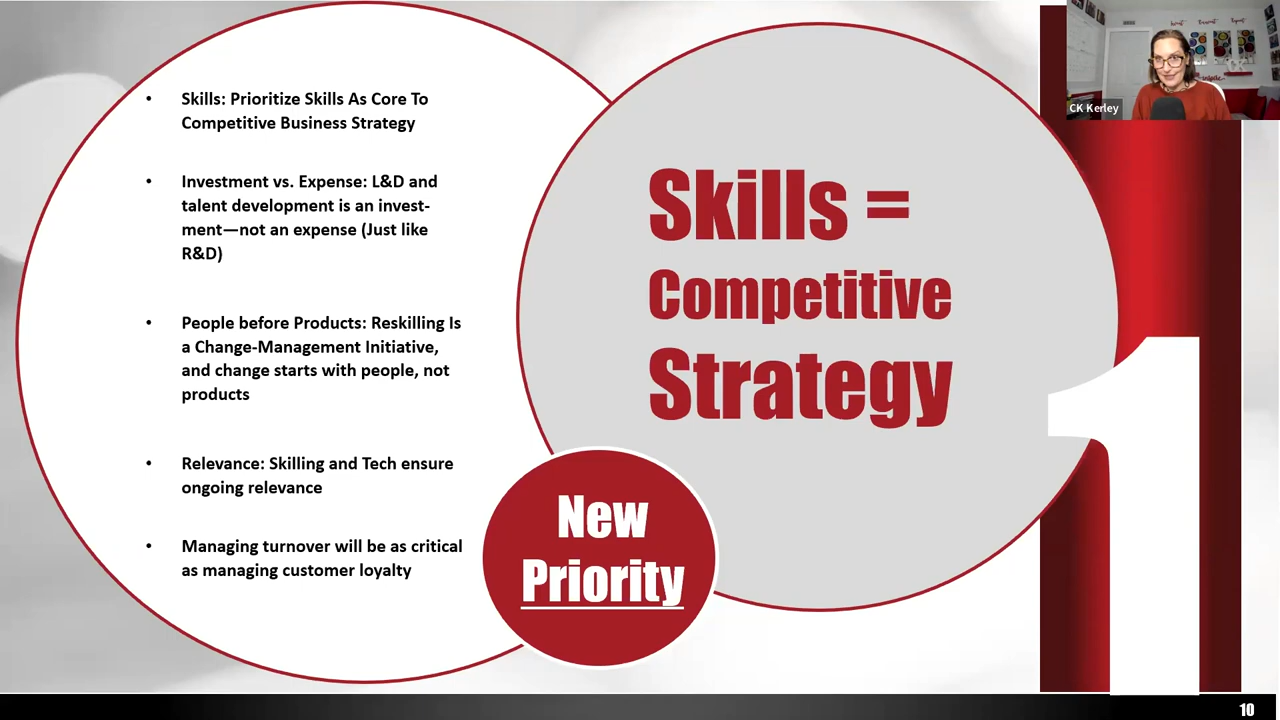 • Skills: Prioritize Skills As Core To
Competitive Business Strategy
• Investment vs. Expense: L&D and
talent development is an invest-
ment—not an expense (Just like
R&D)
• People before Products: Reskilling Is
a Change-Management Initiative,
and change starts with people, not
products
• Relevance: Skilling and Tech ensure
ongoing relevance
• Managing turnover will be as critical
as managing customer loyalty
Skills =
Competitive
Strategy
New
Priority
1
CK Kerley
10